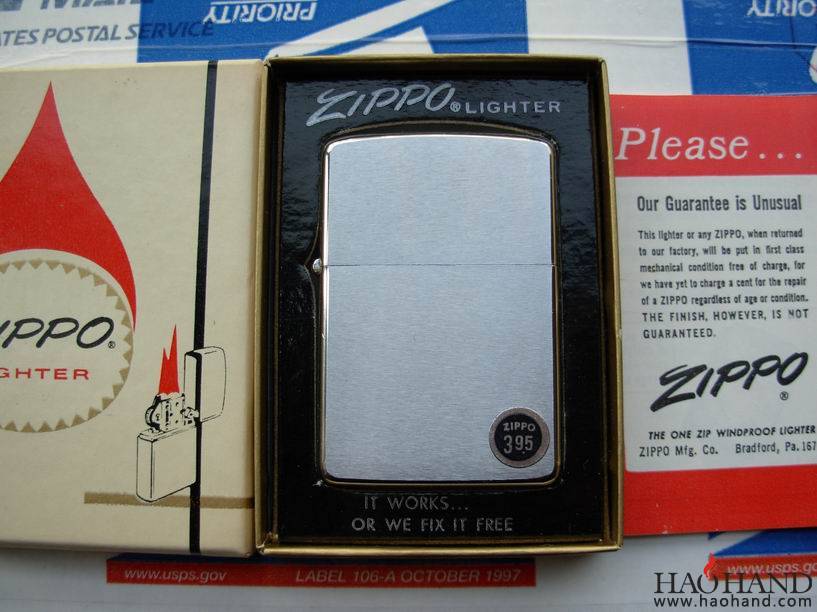 PRIORITY
ATES POSTAL SERVICE
ZIPPO® LIGHTER
Please...
Our Guarantee is Unusual
This lighter or any ZIPPO, when returned
to our factory, will be put in first class
mechanical condition free of charge, for
we have yet to charge a cent for the repair
of a ZIPPO regardless of age or condition.
THE FINISH, HOWEVER, IS NOT
GUARANTEED.
ZIPPO®
THE ONE ZIP WINDPROOF LIGHTER
ZIPPO Mfg. Co. Bradford, Pa. 167
IPPO®
GHTER
ZIPPO
395
IT WORKS...
OR WE FIX IT FREE
www.usps.gov
LABEL 106-A OCTOBER 1997
www.usps.gov
HAOHAND
www.haohand.com